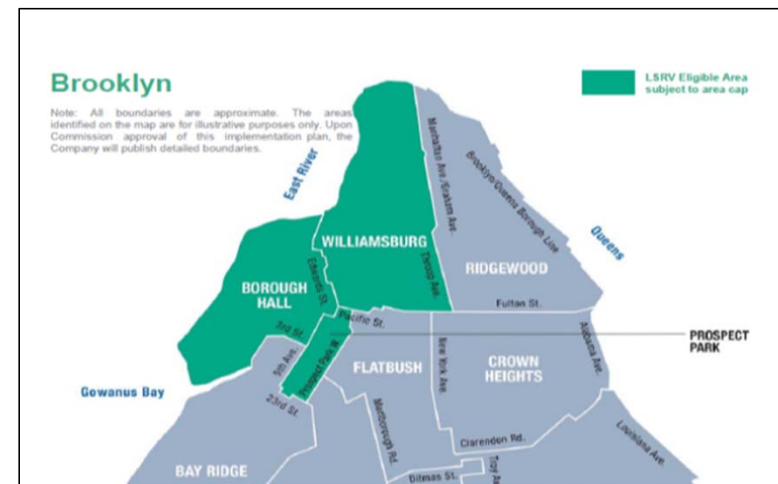 Brooklyn
Note: All boundaries are approximate. The areas
identified on the map are for illustrative purposes only. Upon
Commission approval of this implementation plan, the
Company will publish detailed boundaries.
LSRV Eligible Area
subject to area cap
East River
Manhattan Ave./Graham Ave.
Brooklyn/Queens Borough Line
Queens
WILLIAMSBURG
RIDGEWOOD
Edwards St.
Throop Ave.
BOROUGH
HALL
Fulton St.
Pacific St.
3rd St.
PROSPECT
PARK
5th Ave.
Prospect Park W
FLATBUSH
New York Ave.
CROWN
HEIGHTS
Alabama Ave.
Gowanus Bay
23rd St.
Marlborough Rd.
Clarendon Rd.
Louisiana Ave.
BAY RIDGE
Ditmas St.
Troy Av